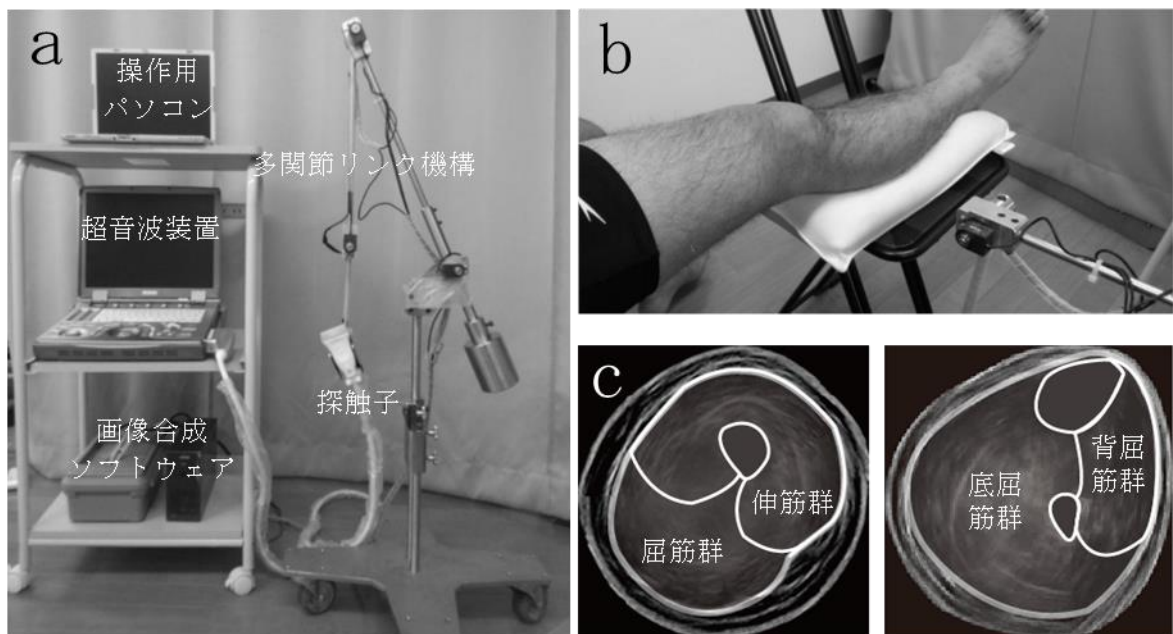 a
操作用
パソコン
多関節リンク機構
超音波装置
探触子
画像合成
ソフトウェア
b
c
伸筋群
屈筋群
背屈
筋群
底屈
筋群